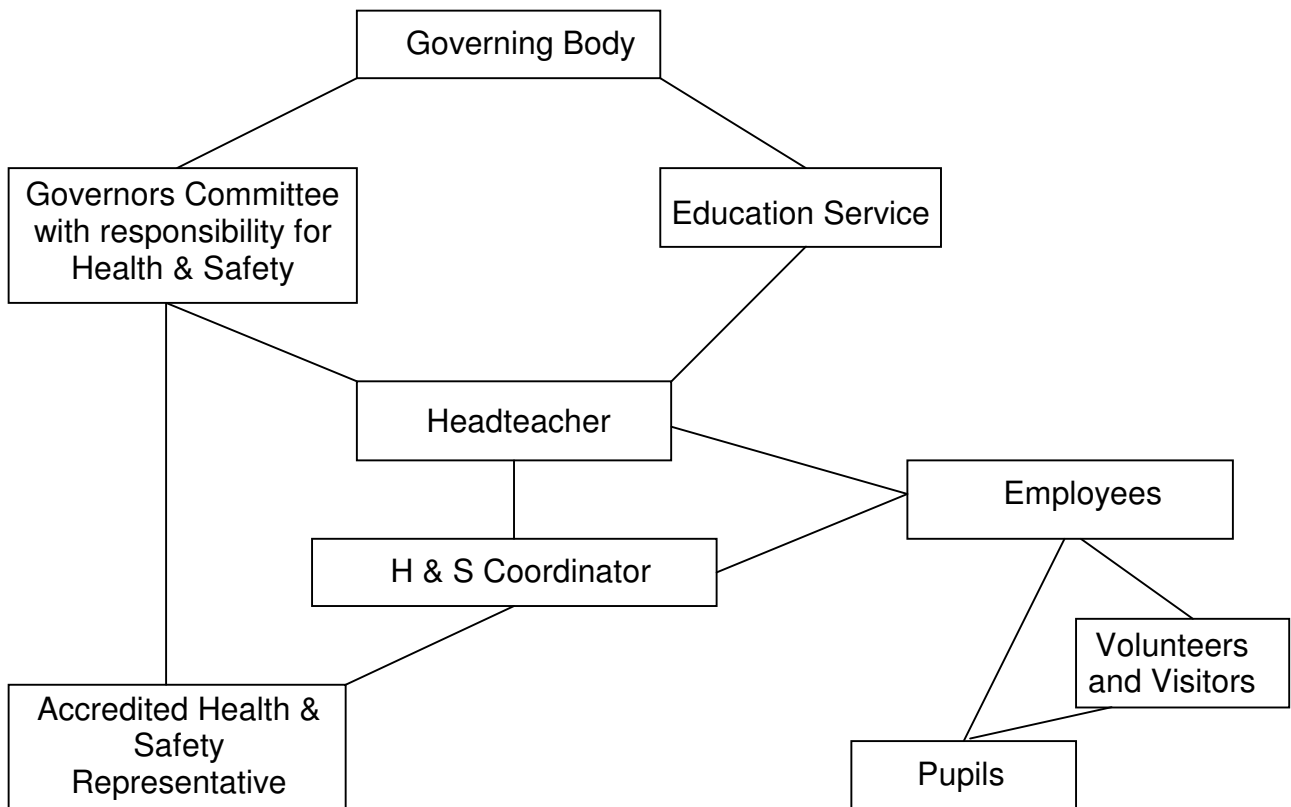 Governing Body
Governors Committee
with responsibility for
Health & Safety
Education Service
Headteacher
Employees
H & S Coordinator
Volunteers
and Visitors
Accredited Health &
Safety
Representative
Pupils